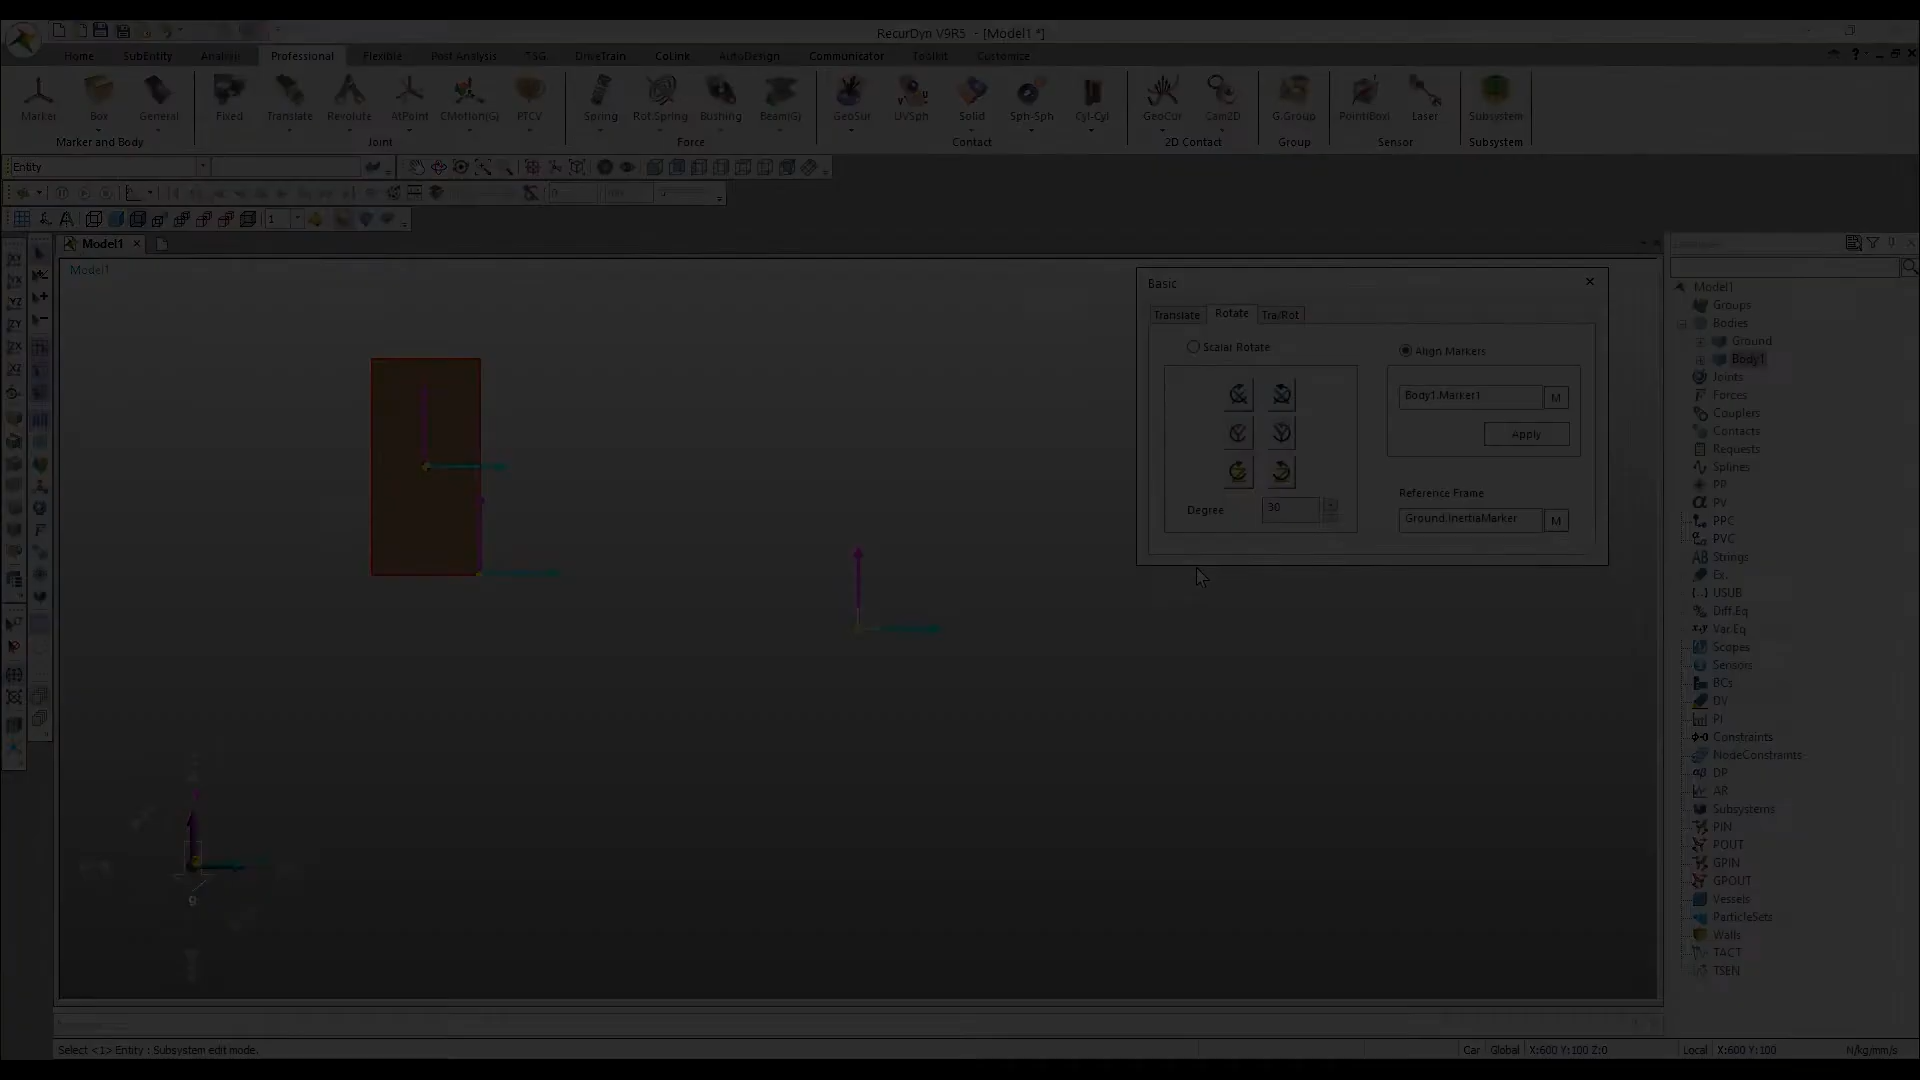 RecurDyn V9R5 - [Model1 *]
Home SubEntity Analysis Professional Flexible Post Analysis TSG DriveTrain CoLink AutoDesign Communicator Toolkit Customize
Marker Box General Fixed Translate Revolute AtPoint CMotion(G) PTCV Spring Rot.Spring Bushing Beam(G) GeoSur UVSph Solid Sph-Sph Cyl-Cyl GeoCur Cam2D G.Group Laser Subsystem
Marker and Body Joint Force Contact 2D Contact Group Sensor Subsystem
Entity
1
Model1
Model1
Basic
Translate Rotate Tra/Rot
Scalar Rotate
Align Markers
Body1.Marker1 M
Apply
Reference Frame
Degree 30
Ground.InertiaMarker M
g
Model1
Groups
Bodies
Ground
Body1
Joints
Forces
Couplers
Contacts
Requests
Splines
PP
PV
PPC
PVC
Strings
Ex.
USUB
Diff.Eq
Var.Eq
Scopes
Sensors
BCs
DV
PI
Constraints
NodeConstraints
DP
AR
Subsystems
PIN
POUT
GPIN
GPOUT
Vessels
ParticleSets
Walls
TACT
TSEN
Select <1> Entity : Subsystem edit mode.
Car Global X:600 Y:100 Z:0 Local X:600 Y:100 N/kg/mm/s